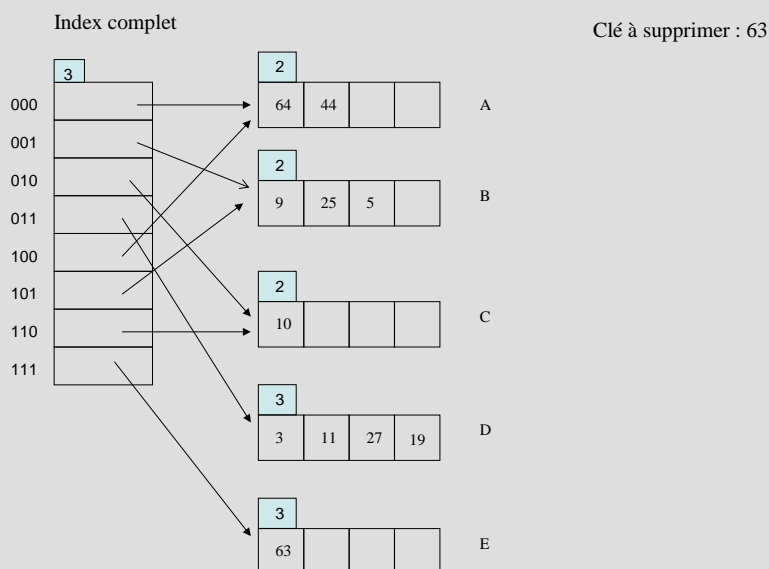 Index complet
Clé à supprimer : 63
3
2
000
64 44
A
001
2
010
9 25 5
B
011
100
101
2
110
10
C
111
3
3 11 27 19
D
3
63
E